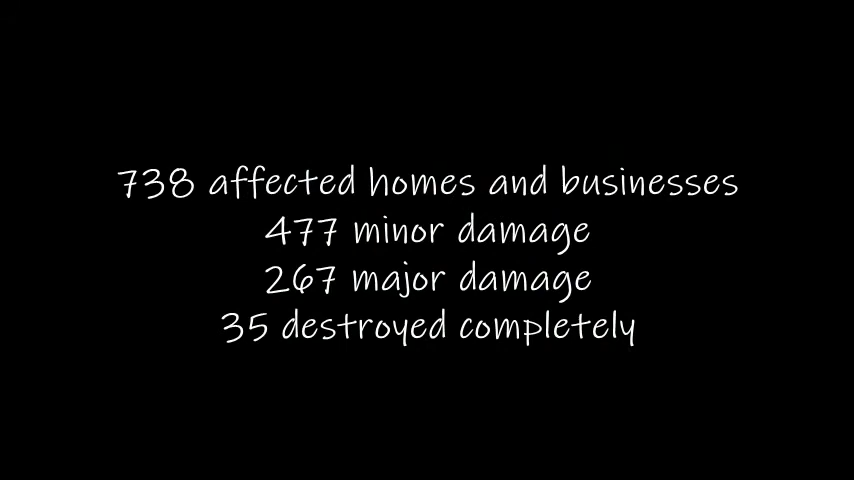 738 affected homes and businesses
477 minor damage
267 major damage
35 destroyed completely